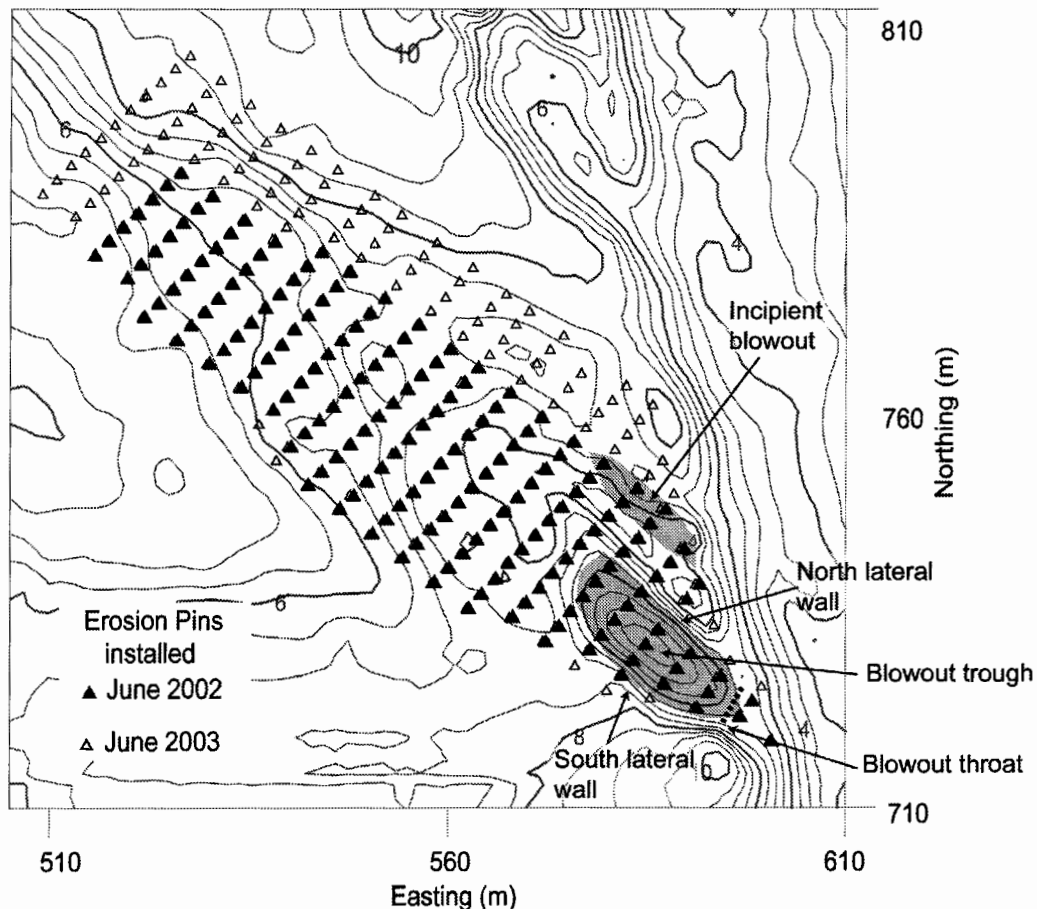 10
810
6
6
4
Incipient
blowout
760
Northing (m)
North lateral
wall
6
Erosion Pins
installed
June 2002
June 2003
Blowout trough
8
4
South lateral
wall
Blowout throat
710
510
560
610
Easting (m)